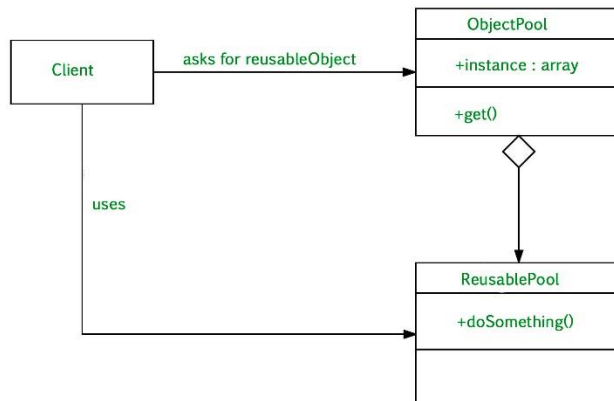 ObjectPool
Client
asks for reusableObject
+instance : array
+get()
uses
ReusablePool
+doSomething()